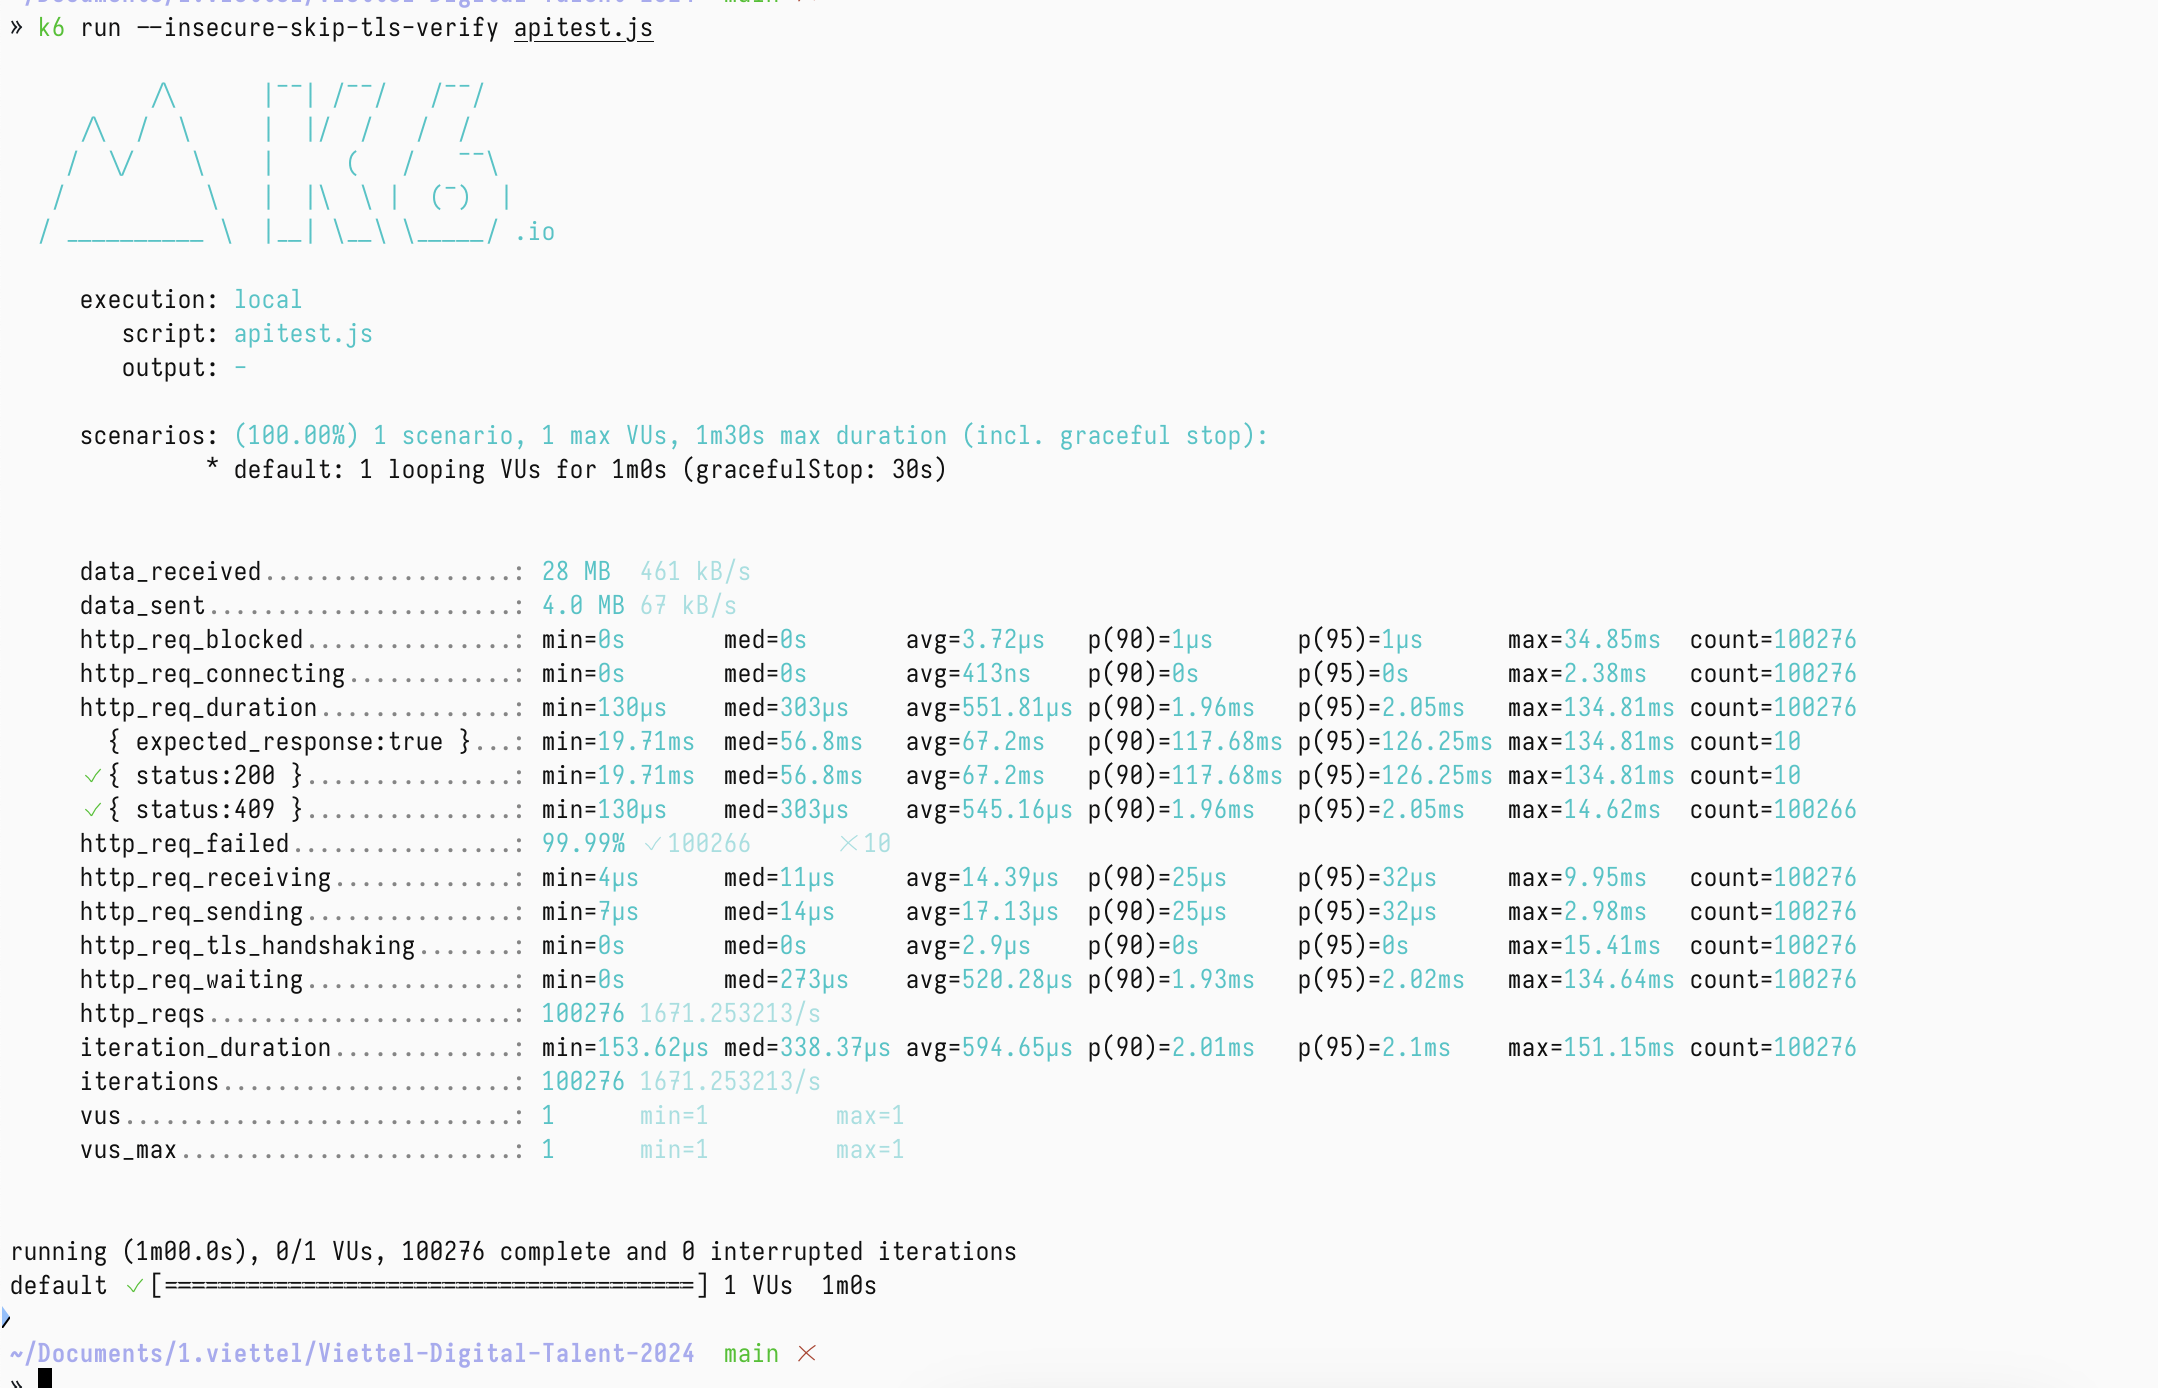 ~/Documents/1.viettel/Viettel-Digital-Talent-2024  main ✗
» k6 run --insecure-skip-tls-verify apitest.js

          /\      |‾‾| /‾‾/   /‾‾/
     /\  /  \     |  |/  /   /  /
    /  \/    \    |     (   /   ‾‾\
   /          \   |  |\  \ |  (‾)  |
  / __________ \  |__| \__\ \_____/ .io

     execution: local
        script: apitest.js
        output: -

     scenarios: (100.00%) 1 scenario, 1 max VUs, 1m30s max duration (incl. graceful stop):
              * default: 1 looping VUs for 1m0s (gracefulStop: 30s)

     data_received..................: 28 MB  461 kB/s
     data_sent......................: 4.0 MB 67 kB/s
     http_req_blocked...............: min=0s       med=0s       avg=3.72µs   p(90)=1µs      p(95)=1µs      max=34.85ms  count=100276
     http_req_connecting............: min=0s       med=0s       avg=413ns    p(90)=0s       p(95)=0s       max=2.38ms   count=100276
     http_req_duration..............: min=130µs    med=303µs    avg=551.81µs p(90)=1.96ms   p(95)=2.05ms   max=134.81ms count=100276
       { expected_response:true }...: min=19.71ms  med=56.8ms   avg=67.2ms   p(90)=117.68ms p(95)=126.25ms max=134.81ms count=10
     ✓ { status:200 }...............: min=19.71ms  med=56.8ms   avg=67.2ms   p(90)=117.68ms p(95)=126.25ms max=134.81ms count=10
     ✓ { status:409 }...............: min=130µs    med=303µs    avg=545.16µs p(90)=1.96ms   p(95)=2.05ms   max=14.62ms  count=100266
     http_req_failed................: 99.99% ✓ 100266      ✗ 10
     http_req_receiving.............: min=4µs      med=11µs     avg=14.39µs  p(90)=25µs     p(95)=32µs     max=9.95ms   count=100276
     http_req_sending...............: min=7µs      med=14µs     avg=17.13µs  p(90)=25µs     p(95)=32µs     max=2.98ms   count=100276
     http_req_tls_handshaking.......: min=0s       med=0s       avg=2.9µs    p(90)=0s       p(95)=0s       max=15.41ms  count=100276
     http_req_waiting...............: min=0s       med=273µs    avg=520.28µs p(90)=1.93ms   p(95)=2.02ms   max=134.64ms count=100276
     http_reqs......................: 100276 1671.253213/s
     iteration_duration.............: min=153.62µs med=338.37µs avg=594.65µs p(90)=2.01ms   p(95)=2.1ms    max=151.15ms count=100276
     iterations.....................: 100276 1671.253213/s
     vus............................: 1      min=1         max=1
     vus_max........................: 1      min=1         max=1

running (1m00.0s), 0/1 VUs, 100276 complete and 0 interrupted iterations
default ✓ [======================================] 1 VUs  1m0s

~/Documents/1.viettel/Viettel-Digital-Talent-2024  main ✗
»